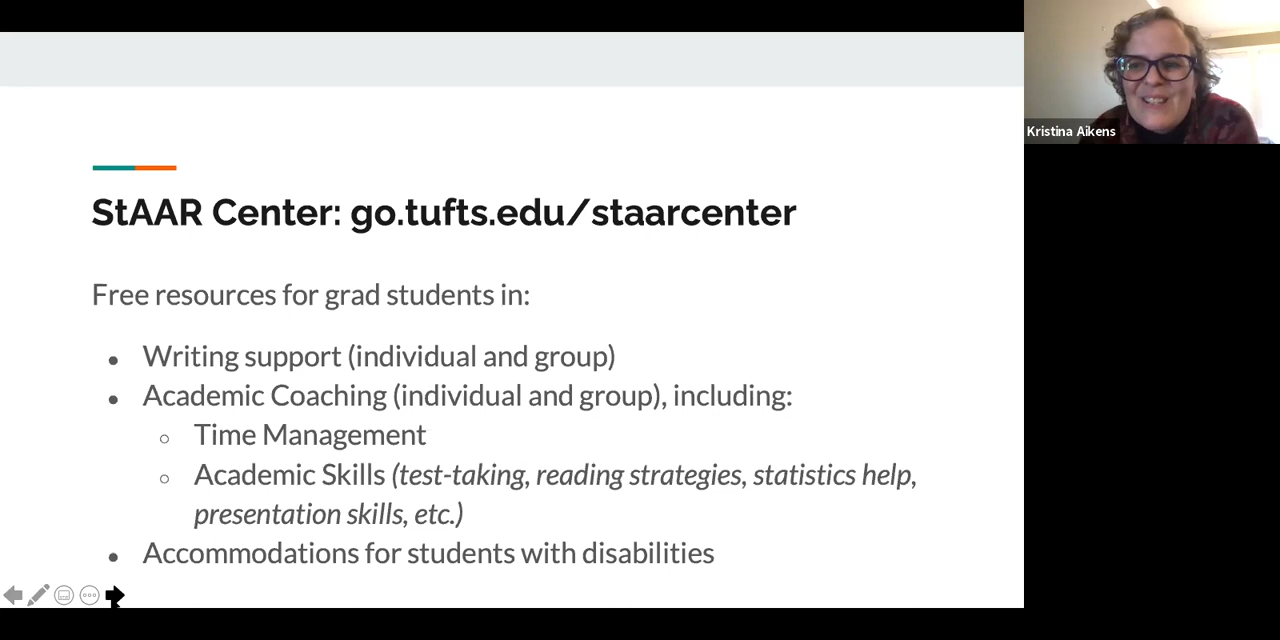 StAAR Center: go.tufts.edu/staarcenter
Free resources for grad students in:
● Writing support (individual and group)
● Academic Coaching (individual and group), including:
○ Time Management
○ Academic Skills (test-taking, reading strategies, statistics help,
presentation skills, etc.)
● Accommodations for students with disabilities
Kristina Aikens